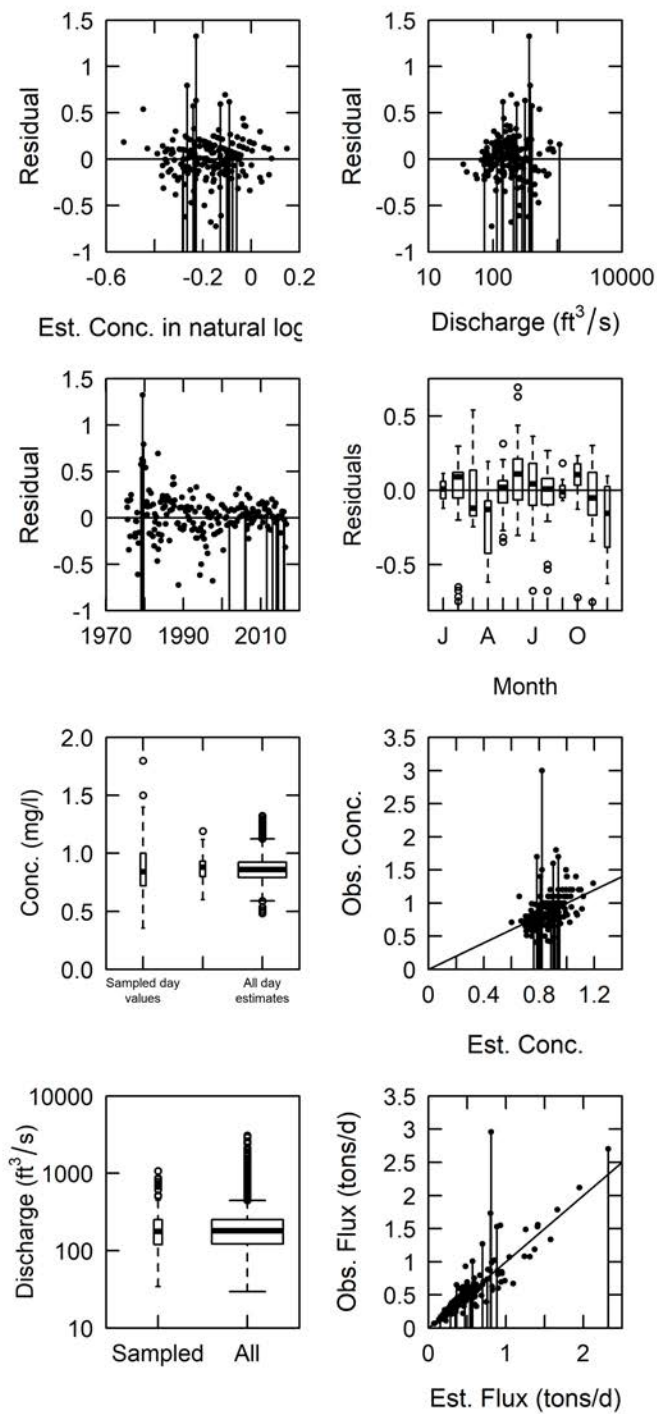 1.5
1
0.5
0
-0.5
-1
Residual
-0.6
-0.2
0
0.2
Est. Conc. in natural log
1.5
1
0.5
0
-0.5
-1
Residual
10
100
10000
Discharge (ft³/s)
1.5
1
0.5
0
-0.5
-1
Residual
1970
1990
2010
0.5
0.0
-0.5
Residuals
J
A
J
O
Month
2.0
1.5
1.0
0.5
0.0
Conc. (mg/l)
Sampled day
values
All day
estimates
3.5
3
2.5
2
1.5
1
0.5
0
Obs. Conc.
0
0.4
0.8
1.2
Est. Conc.
10000
1000
100
10
Discharge (ft³/s)
Sampled
All
3.5
3
2.5
2
1.5
1
0.5
0
Obs. Flux (tons/d)
0
1
2
Est. Flux (tons/d)